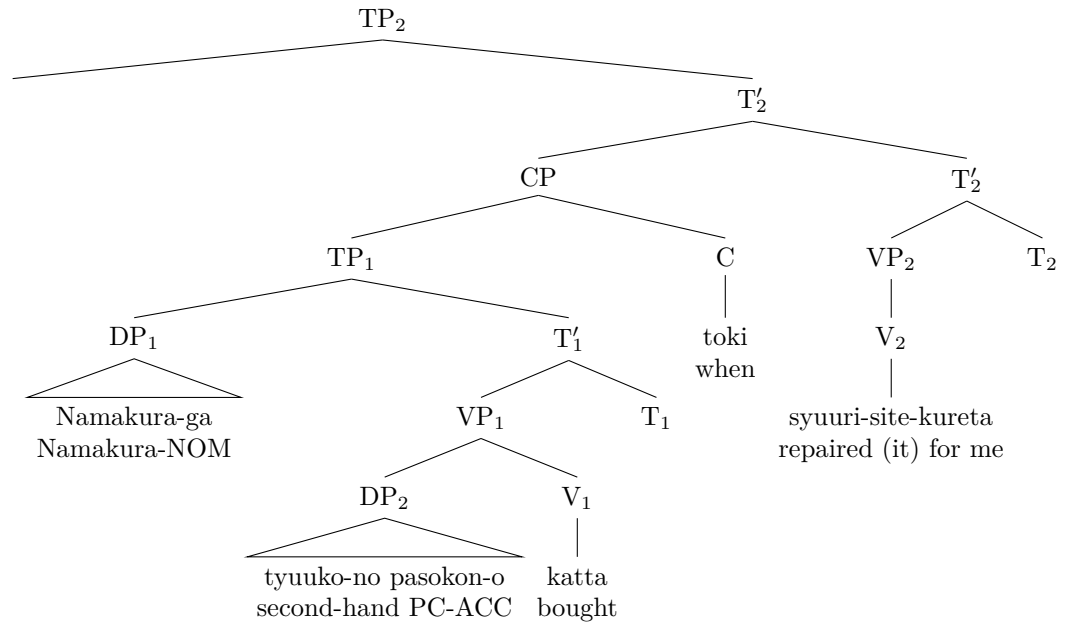 TP₂
T′₂
CP T′₂
TP₁ C VP₂ T₂
DP₁ T′₁ toki V₂
when
Namakura-ga VP₁ T₁ syuuri-site-kureta
Namakura-NOM repaired (it) for me
DP₂ V₁
tyuuko-no pasokon-o katta
second-hand PC-ACC bought